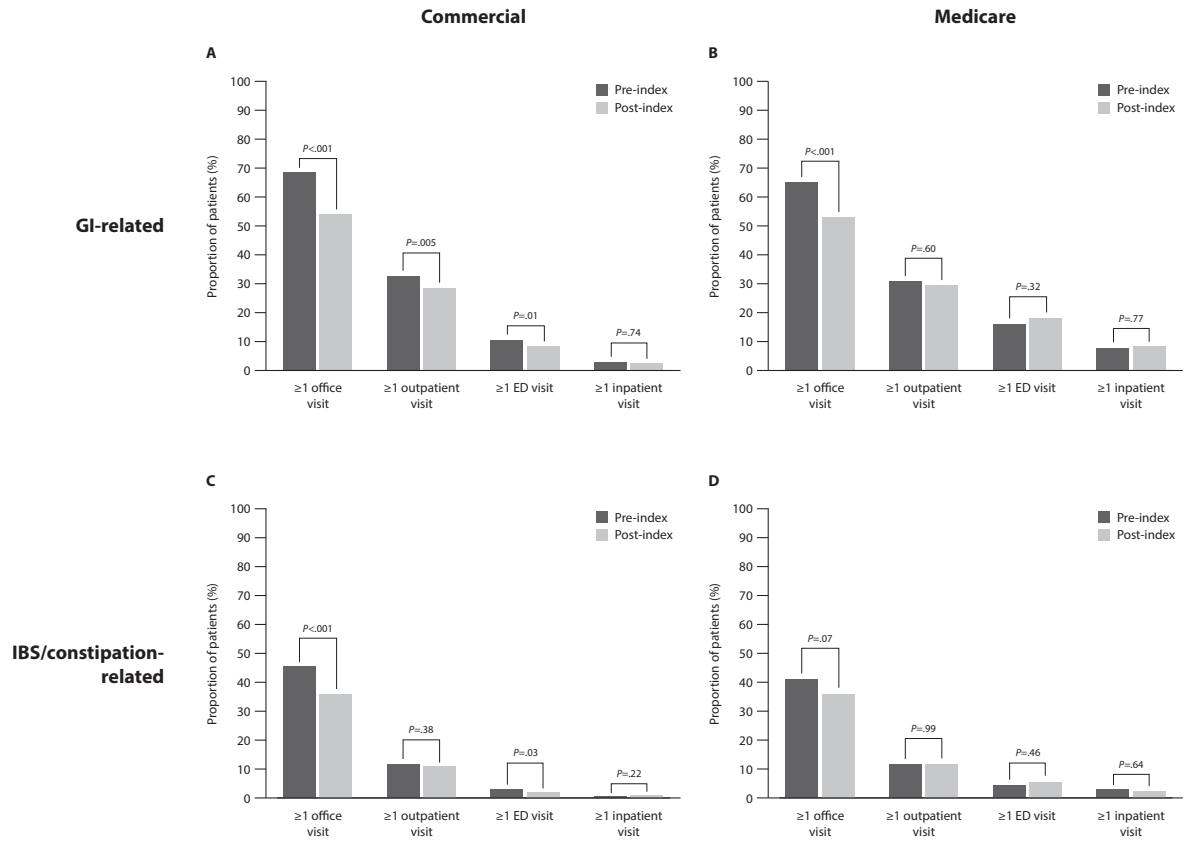 Commercial
Medicare
GI-related
A
Pre-index
Post-index
Proportion of patients (%)
100
90
80
70
60
50
40
30
20
10
0
P<.001
P=.005
P=.01
P=.74
≥1 office
visit
≥1 outpatient
visit
≥1 ED visit
≥1 inpatient
visit
B
Pre-index
Post-index
Proportion of patients (%)
100
90
80
70
60
50
40
30
20
10
0
P<.001
P=.60
P=.32
P=.77
≥1 office
visit
≥1 outpatient
visit
≥1 ED visit
≥1 inpatient
visit
IBS/constipation-
related
C
Pre-index
Post-index
Proportion of patients (%)
100
90
80
70
60
50
40
30
20
10
0
P<.001
P=.38
P=.03
P=.22
≥1 office
visit
≥1 outpatient
visit
≥1 ED visit
≥1 inpatient
visit
D
Pre-index
Post-index
Proportion of patients (%)
100
90
80
70
60
50
40
30
20
10
0
P=.07
P=.99
P=.46
P=.64
≥1 office
visit
≥1 outpatient
visit
≥1 ED visit
≥1 inpatient
visit